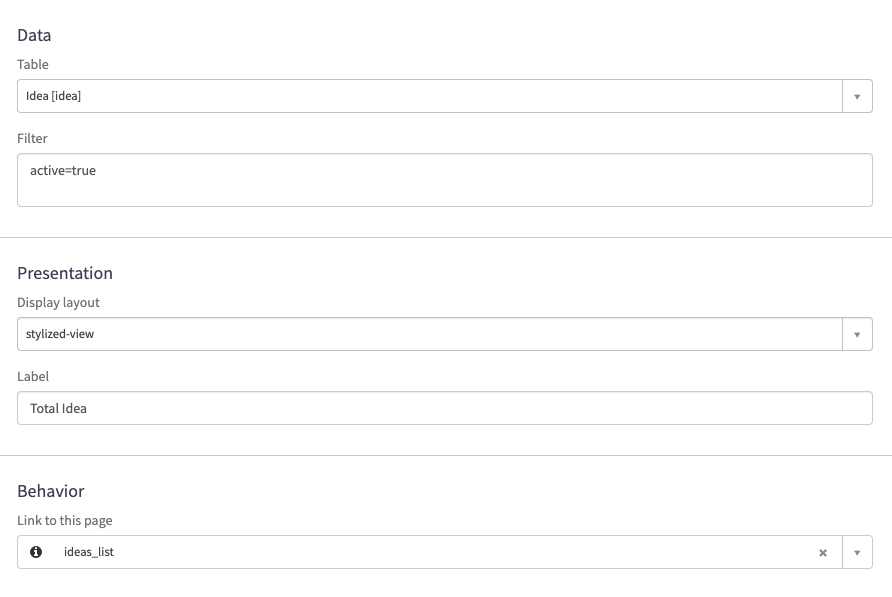 Data
Table
Idea [idea]
Filter
active=true
Presentation
Display layout
stylized-view
Label
Total Idea
Behavior
Link to this page
ideas_list